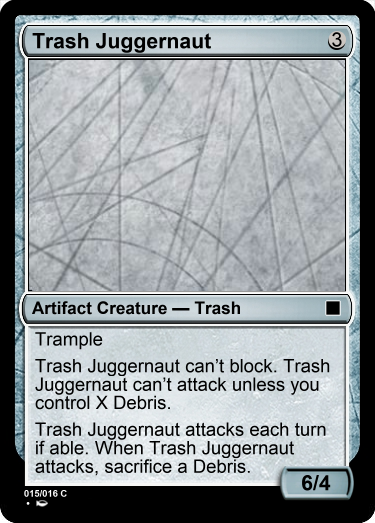 Trash Juggernaut 3
Artifact Creature — Trash
Trample
Trash Juggernaut can't block. Trash
Juggernaut can't attack unless you
control X Debris.
Trash Juggernaut attacks each turn
if able. When Trash Juggernaut
attacks, sacrifice a Debris.
6/4
015/016 C